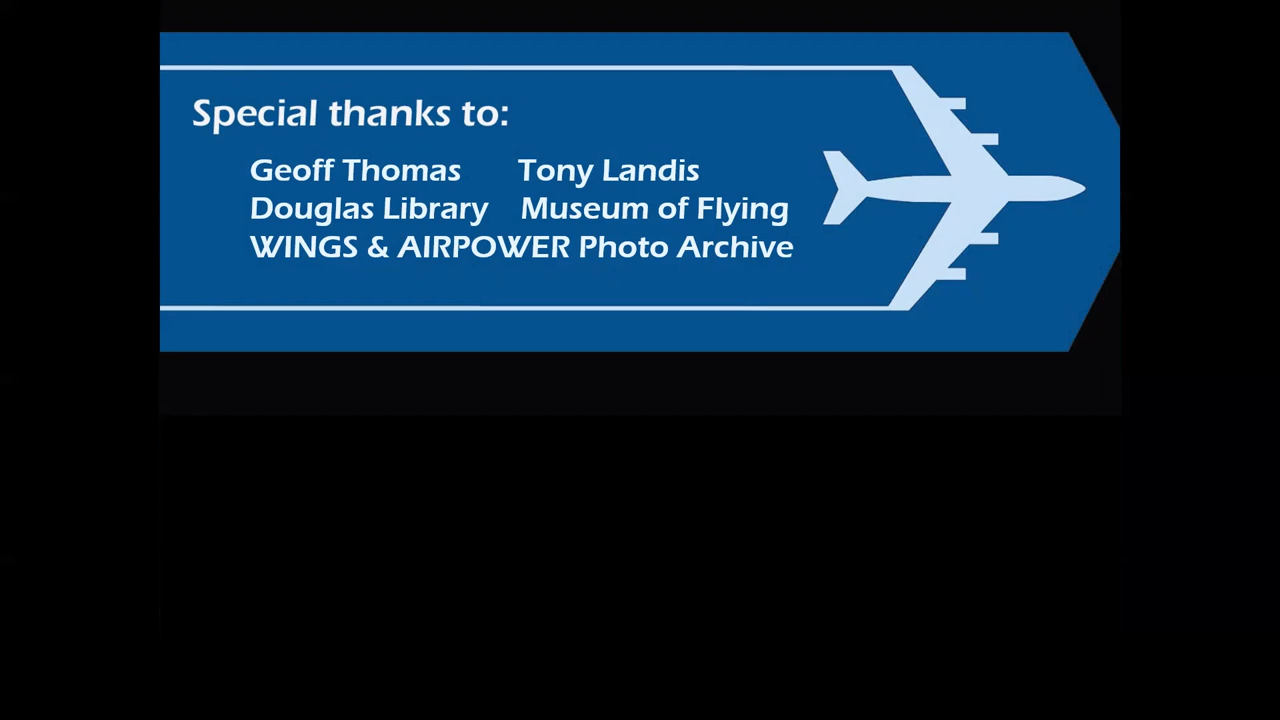 Special thanks to:
Geoff Thomas Tony Landis
Douglas Library Museum of Flying
WINGS & AIRPOWER Photo Archive